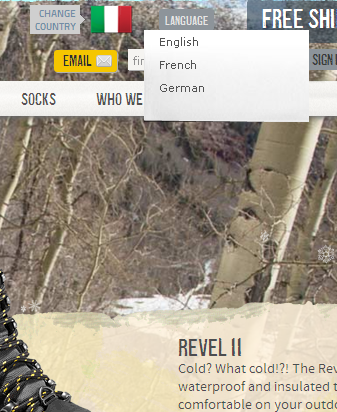 CHANGE
COUNTRY
LANGUAGE
FREE SHI
English
French
German
EMAIL
SIGN
SOCKS
WHO WE
REVEL II
Cold? What cold!?! The Rev
waterproof and insulated t
comfortable on your outdo